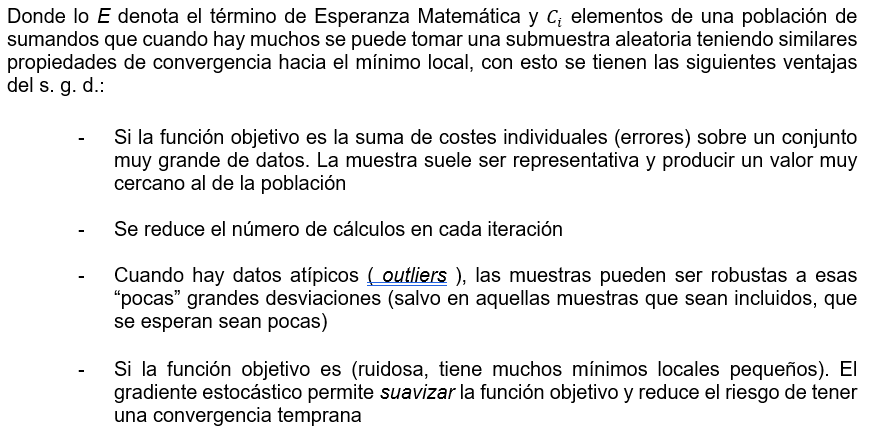 Donde lo E denota el término de Esperanza Matemática y C_i elementos de una población de
sumandos que cuando hay muchos se puede tomar una submuestra aleatoria teniendo similares
propiedades de convergencia hacia el mínimo local, con esto se tienen las siguientes ventajas
del s. g. d.:
- Si la función objetivo es la suma de costes individuales (errores) sobre un conjunto
muy grande de datos. La muestra suele ser representativa y producir un valor muy
cercano al de la población
- Se reduce el número de cálculos en cada iteración
- Cuando hay datos atípicos ( outliers ), las muestras pueden ser robustas a esas
“pocas” grandes desviaciones (salvo en aquellas muestras que sean incluidos, que
se esperan sean pocas)
- Si la función objetivo es (ruidosa, tiene muchos mínimos locales pequeños). El
gradiente estocástico permite suavizar la función objetivo y reduce el riesgo de tener
una convergencia temprana